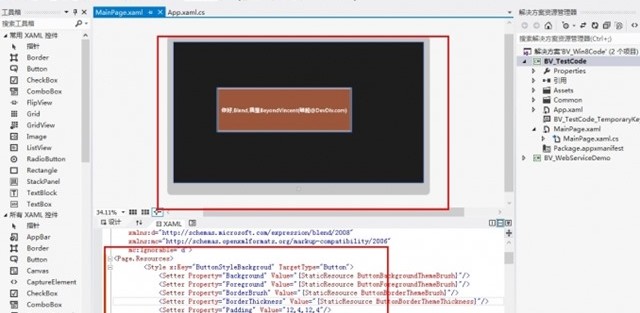 工具箱
搜索工具箱
常用 XAML 控件
指针
Border
Button
CheckBox
ComboBox
FlipView
Grid
GridView
Image
ListView
RadioButton
Rectangle
StackPanel
TextBlock
TextBox
所有 XAML 控件
指针
AppBar
Border
Button
Canvas
CaptureElement
CheckBox
ComboBox
MainPage.xaml
App.xaml.cs
你好,Blend,我是BeyondVincent(破船@DevDiv.com)
34.11%
设计
XAML
xmlns:d="http://schemas.microsoft.com/expression/blend/2008"
xmlns:mc="http://schemas.openxmlformats.org/markup-compatibility/2006"
mc:Ignorable="d">
<Page.Resources>
<Style x:Key="ButtonStyleBackgroud" TargetType="Button">
<Setter Property="Background" Value="{StaticResource ButtonBackgroundThemeBrush}"/>
<Setter Property="Foreground" Value="{StaticResource ButtonForegroundThemeBrush}"/>
<Setter Property="BorderBrush" Value="{StaticResource ButtonBorderThemeBrush}"/>
<Setter Property="BorderThickness" Value="{StaticResource ButtonBorderThemeThickness}"/>
<Setter Property="Padding" Value="12,4,12,4"/>
解决方案资源管理器
搜索解决方案资源管理器(Ctrl+;)
解决方案'BV_Win8Code' (2 个项目)
BV_TestCode
Properties
引用
Assets
Common
App.xaml
BV_TestCode_TemporaryKey
MainPage.xaml
MainPage.xaml.cs
Package.appxmanifest
BV_WebServiceDemo